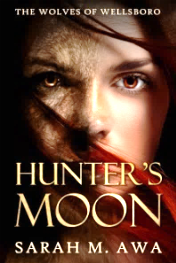 THE WOLVES OF WELLSBORO
HUNTER'S
MOON
SARAH M. AWA